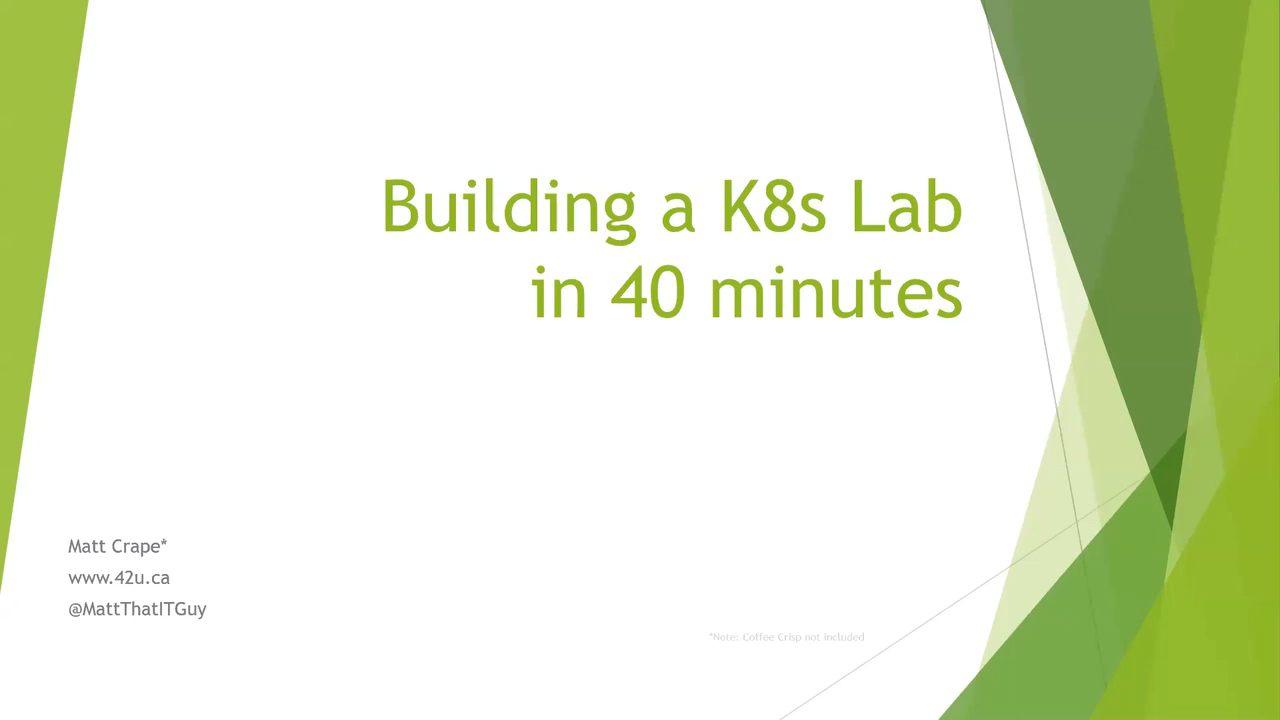 Building a K8s Lab
in 40 minutes
Matt Crape*
www.42u.ca
@MattThatITGuy
*Note: Coffee Crisp not included